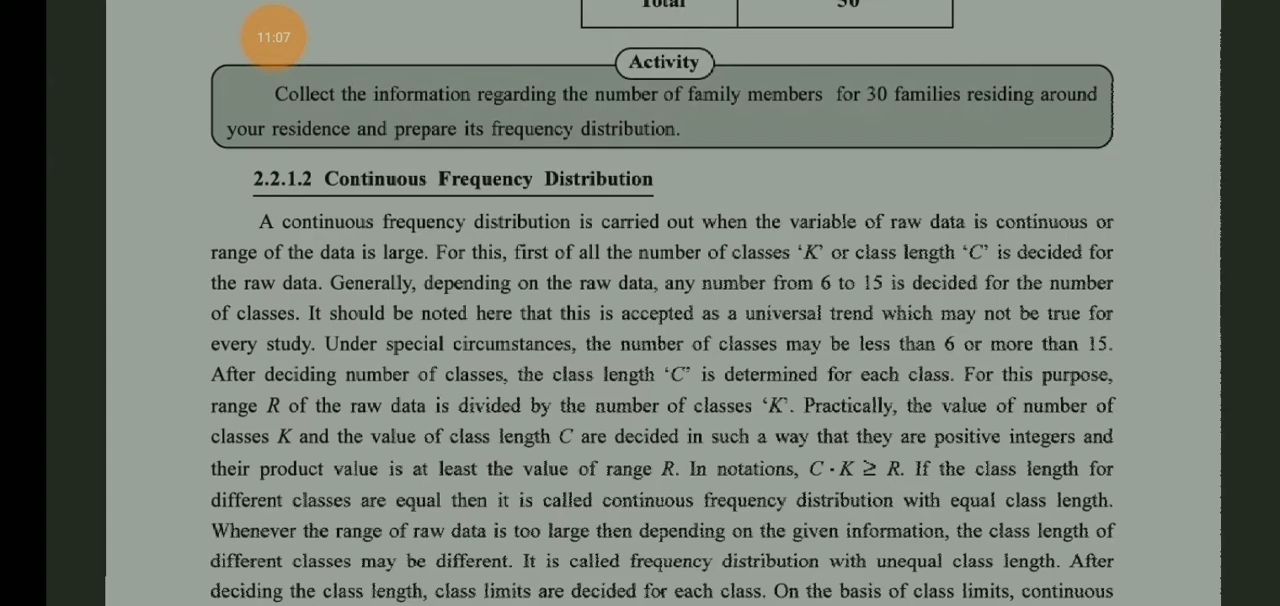 Total 50
11:07
Activity
Collect the information regarding the number of family members for 30 families residing around
your residence and prepare its frequency distribution.
2.2.1.2 Continuous Frequency Distribution
A continuous frequency distribution is carried out when the variable of raw data is continuous or
range of the data is large. For this, first of all the number of classes ‘K’ or class length ‘C’ is decided for
the raw data. Generally, depending on the raw data, any number from 6 to 15 is decided for the number
of classes. It should be noted here that this is accepted as a universal trend which may not be true for
every study. Under special circumstances, the number of classes may be less than 6 or more than 15.
After deciding number of classes, the class length ‘C’ is determined for each class. For this purpose,
range R of the raw data is divided by the number of classes ‘K’. Practically, the value of number of
classes K and the value of class length C are decided in such a way that they are positive integers and
their product value is at least the value of range R. In notations, C · K ≥ R. If the class length for
different classes are equal then it is called continuous frequency distribution with equal class length.
Whenever the range of raw data is too large then depending on the given information, the class length of
different classes may be different. It is called frequency distribution with unequal class length. After
deciding the class length, class limits are decided for each class. On the basis of class limits, continuous